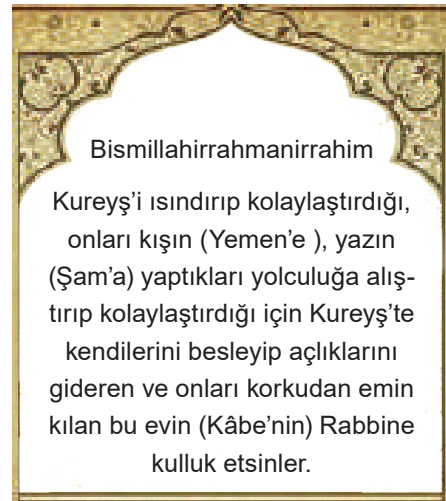 Bismillahirrahmanirrahim
Kureyş’i ısındırıp kolaylaştırdığı,
onları kışın (Yemen’e ), yazın
(Şam’a) yaptıkları yolculuğa alış-
tırıp kolaylaştırdığı için Kureyş’te
kendilerini besleyip açlıklarını
gideren ve onları korkudan emin
kılan bu evin (Kâbe’nin) Rabbine
kulluk etsinler.